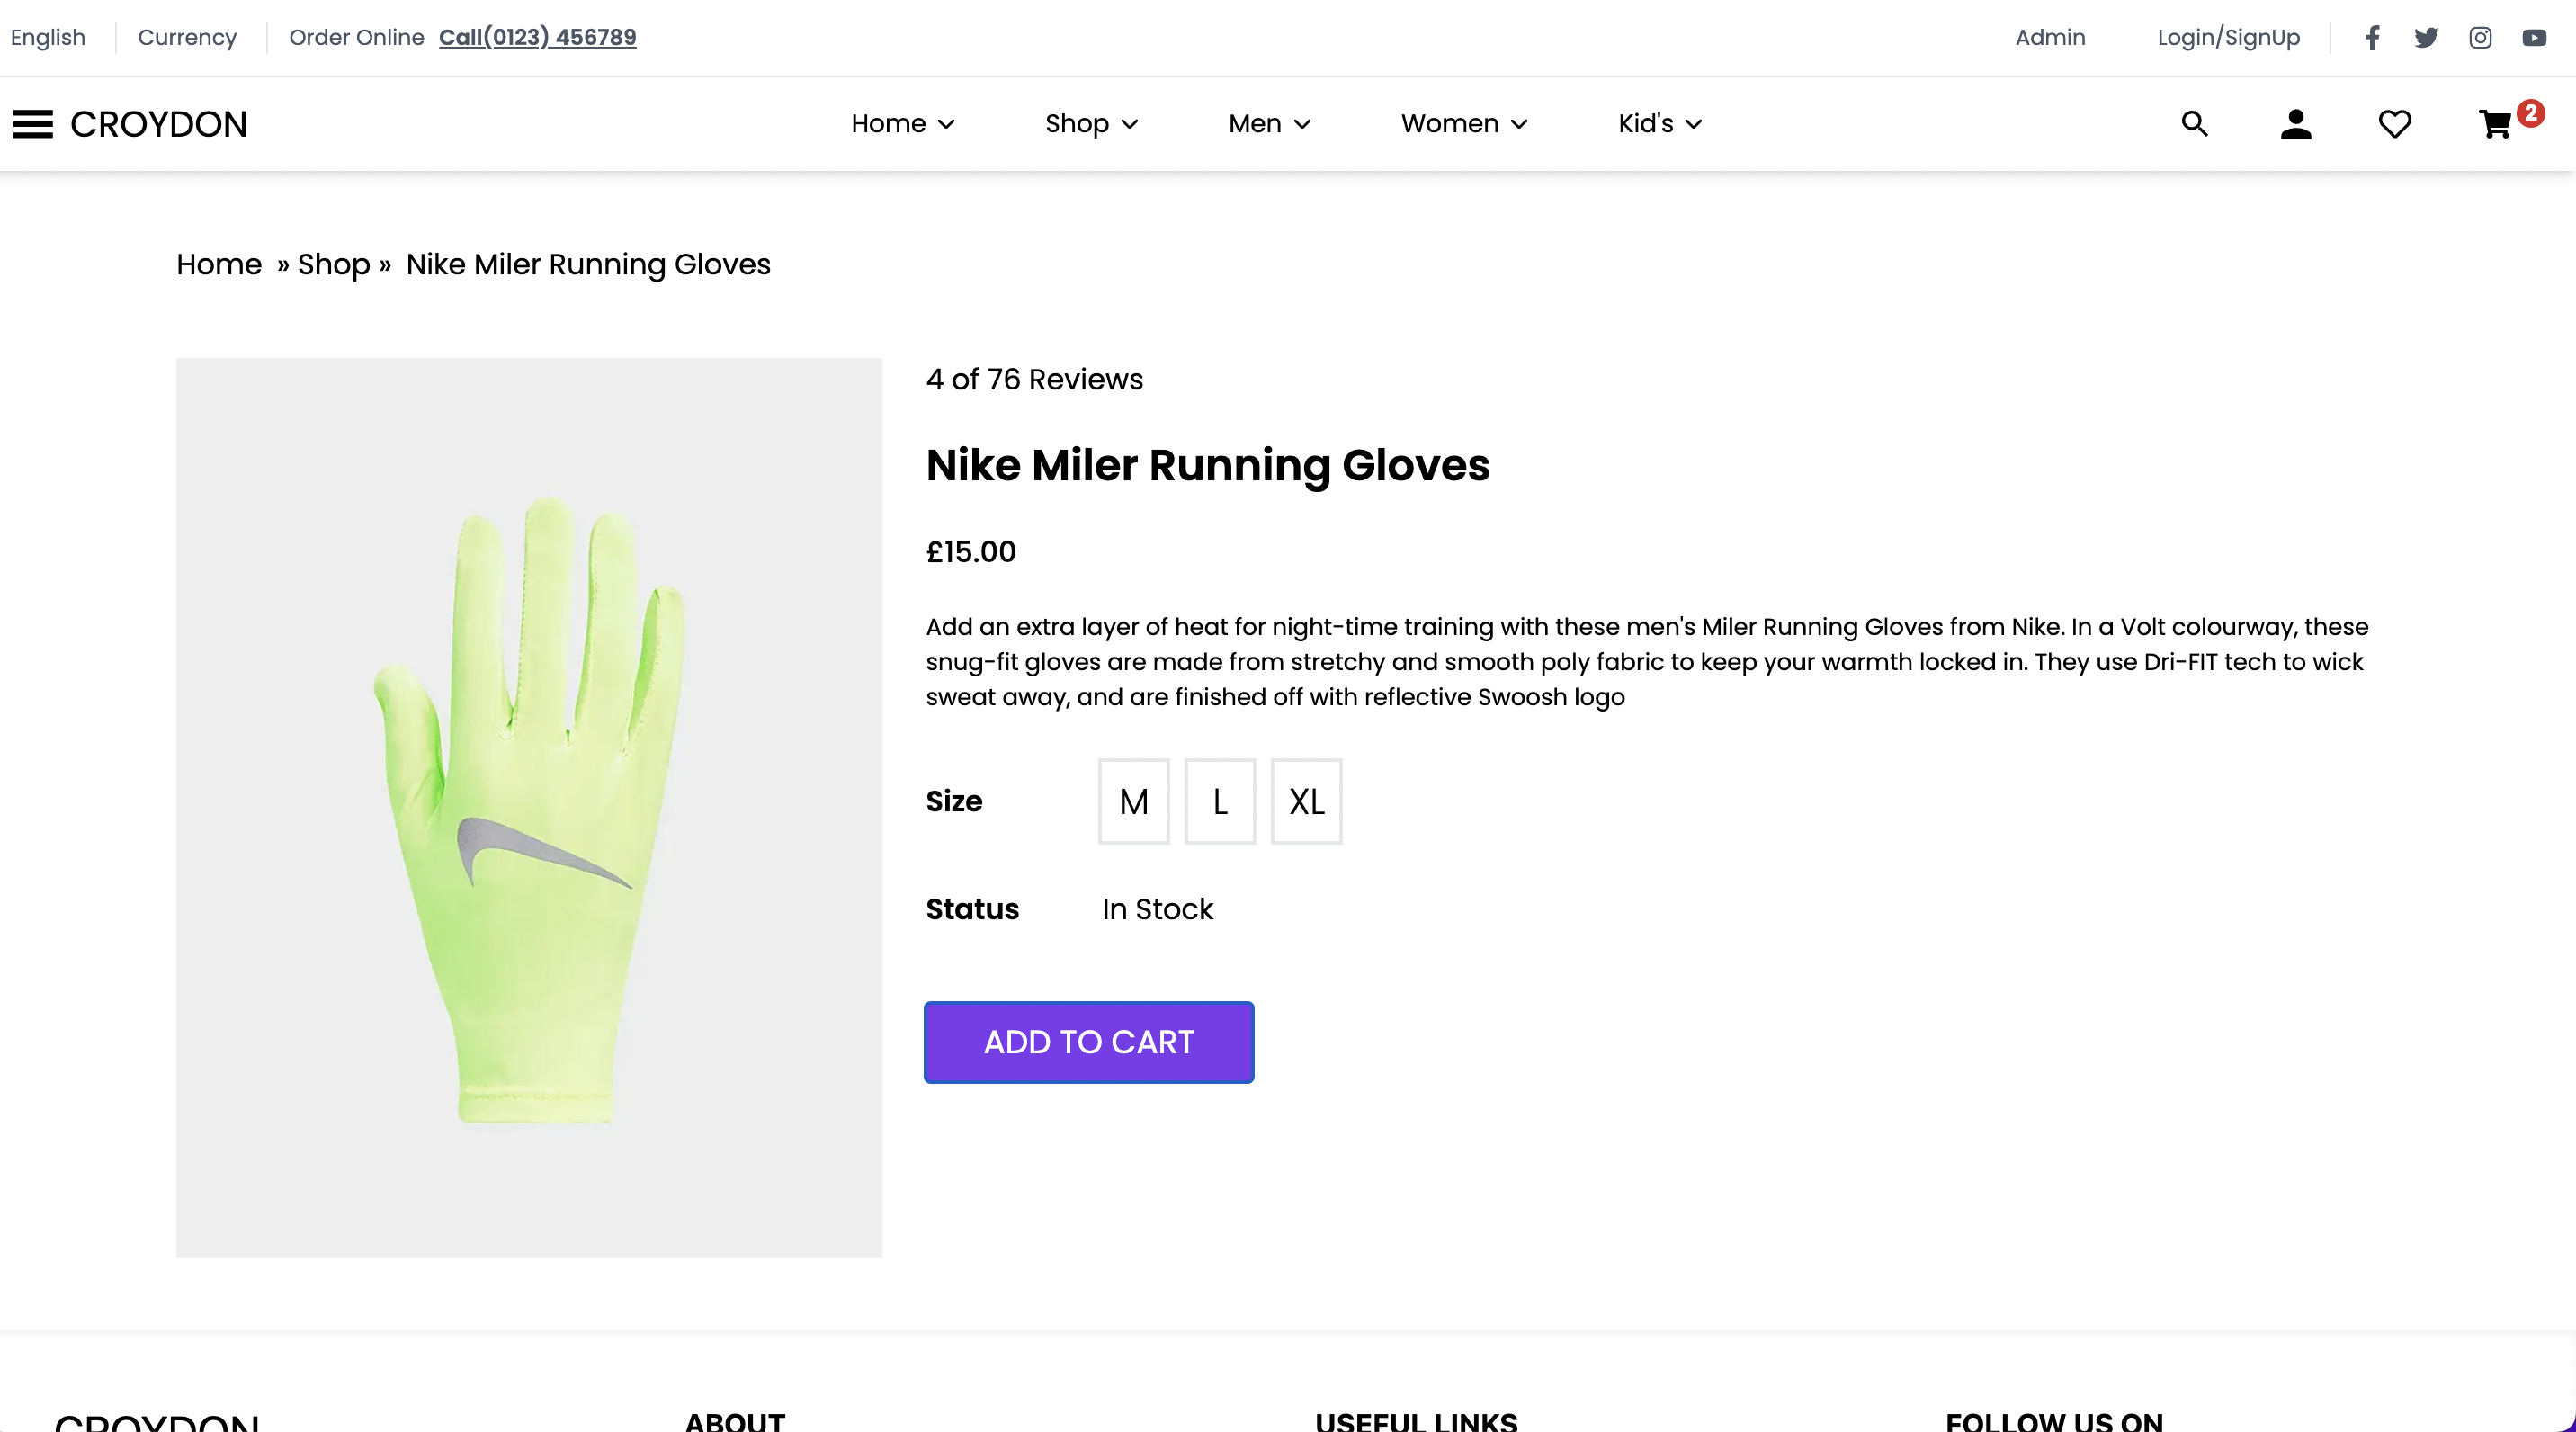 English Currency Order Online Call(0123) 456789 Admin Login/SignUp
CROYDON Home Shop Men Women Kid's 2
Home » Shop » Nike Miler Running Gloves
4 of 76 Reviews
Nike Miler Running Gloves
£15.00
Add an extra layer of heat for night-time training with these men's Miler Running Gloves from Nike. In a Volt colourway, these
snug-fit gloves are made from stretchy and smooth poly fabric to keep your warmth locked in. They use Dri-FIT tech to wick
sweat away, and are finished off with reflective Swoosh logo
Size M L XL
Status In Stock
ADD TO CART
CROYDON ABOUT USEFUL LINKS FOLLOW US ON